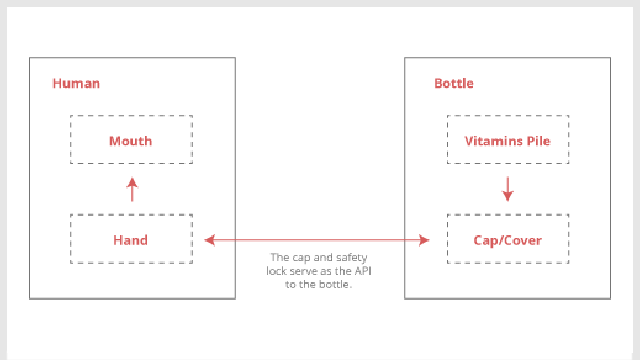 Human
Mouth
Hand
The cap and safety
lock serve as the API
to the bottle.
Bottle
Vitamins Pile
Cap/Cover